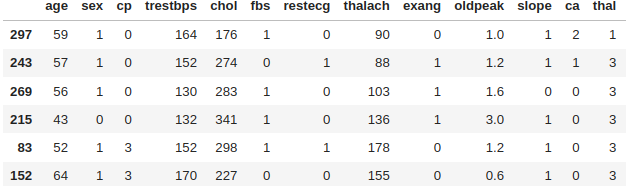 age sex cp trestbps chol fbs restecg thalach exang oldpeak slope ca thal
297 59 1 0 164 176 1 0 90 0 1.0 1 2 1
243 57 1 0 152 274 0 1 88 1 1.2 1 1 3
269 56 1 0 130 283 1 0 103 1 1.6 0 0 3
215 43 0 0 132 341 1 0 136 1 3.0 1 0 3
83 52 1 3 152 298 1 1 178 0 1.2 1 0 3
152 64 1 3 170 227 0 0 155 0 0.6 1 0 3